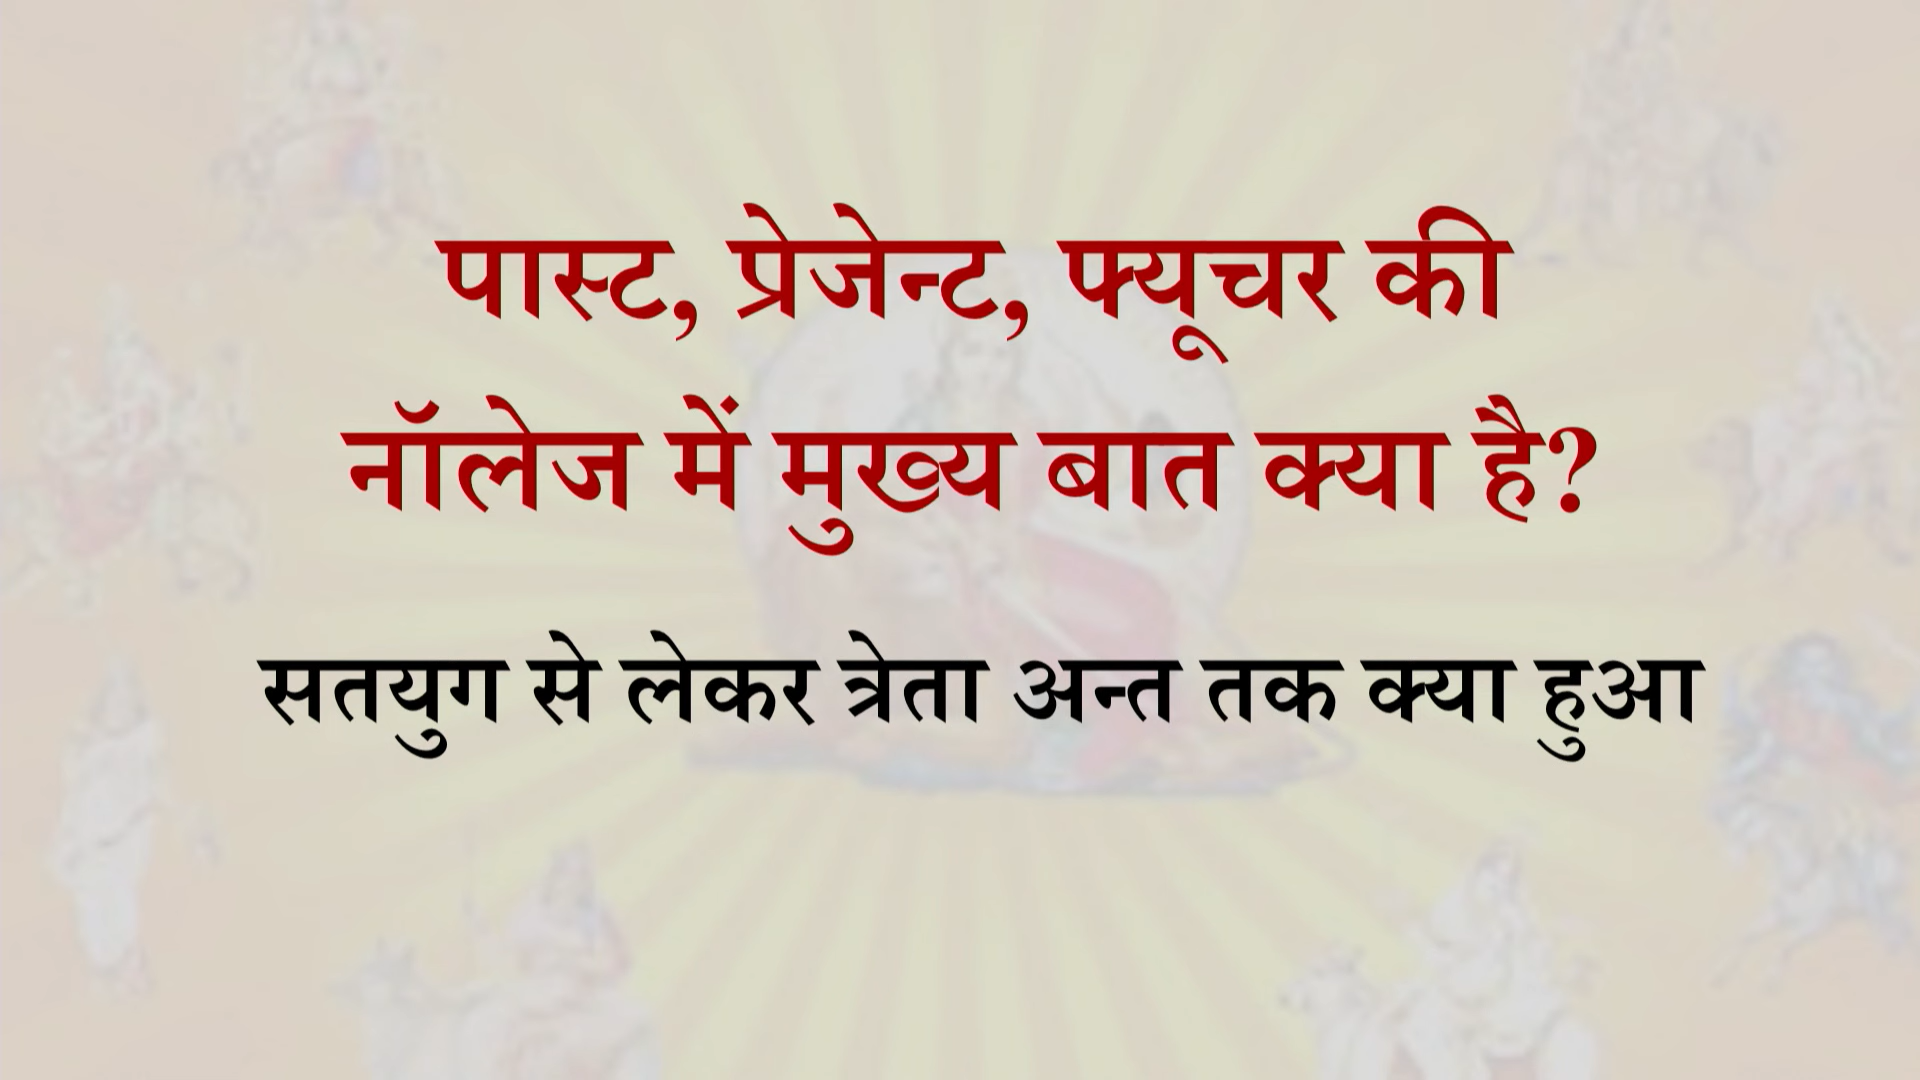 पास्ट, प्रेजेन्ट, फ्यूचर की
नॉलेज में मुख्य बात क्या है?
सतयुग से लेकर त्रेता अन्त तक क्या हुआ